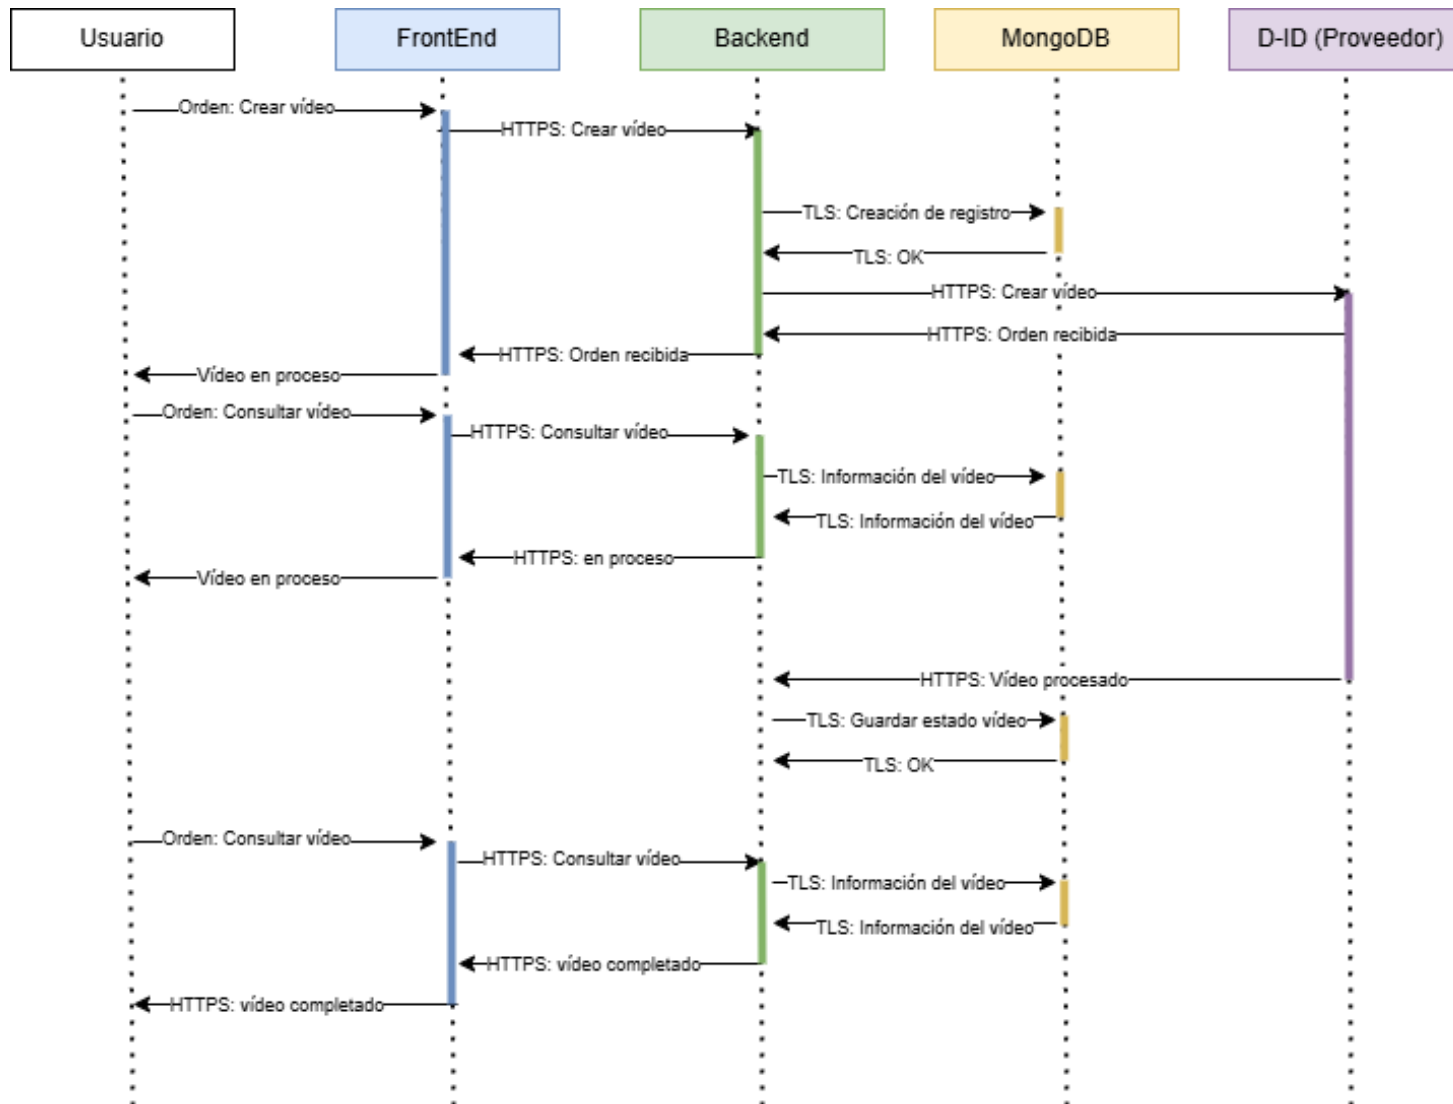 Usuario
FrontEnd
Backend
MongoDB
D-ID (Proveedor)
Orden: Crear vídeo
HTTPS: Crear vídeo
TLS: Creación de registro
TLS: OK
HTTPS: Crear vídeo
HTTPS: Orden recibida
HTTPS: Orden recibida
Vídeo en proceso
Orden: Consultar vídeo
HTTPS: Consultar vídeo
TLS: Información del vídeo
TLS: Información del vídeo
HTTPS: en proceso
Vídeo en proceso
HTTPS: Vídeo procesado
TLS: Guardar estado vídeo
TLS: OK
Orden: Consultar vídeo
HTTPS: Consultar vídeo
TLS: Información del vídeo
TLS: Información del vídeo
HTTPS: vídeo completado
HTTPS: vídeo completado